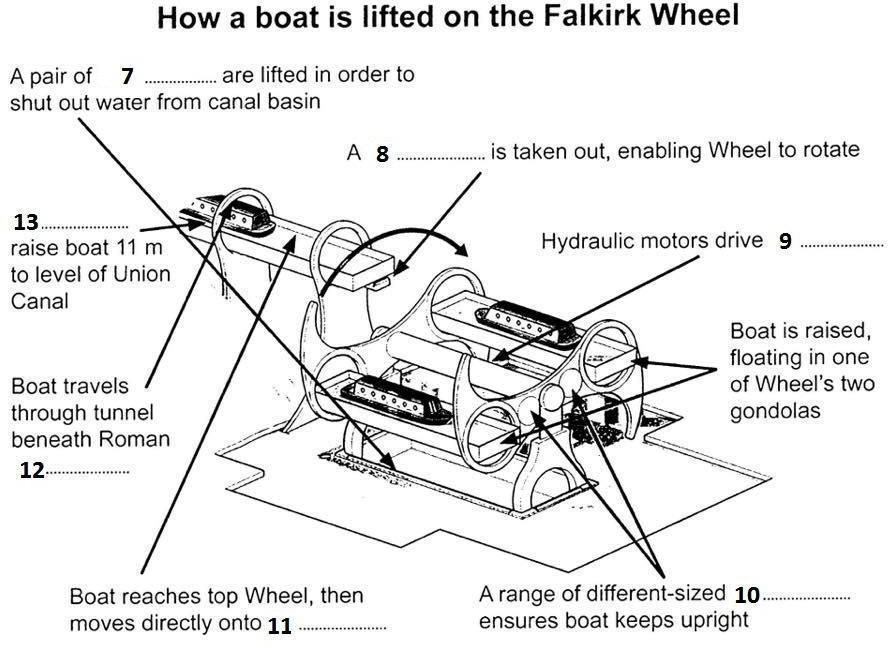 How a boat is lifted on the Falkirk Wheel
A pair of 7 .................. are lifted in order to
shut out water from canal basin
A 8 ...................... is taken out, enabling Wheel to rotate
13......................
raise boat 11 m
to level of Union
Canal
Hydraulic motors drive 9 .....................
Boat is raised,
floating in one
of Wheel's two
gondolas
Boat travels
through tunnel
beneath Roman
12.....................
Boat reaches top Wheel, then
moves directly onto 11 ......................
A range of different-sized 10......................
ensures boat keeps upright